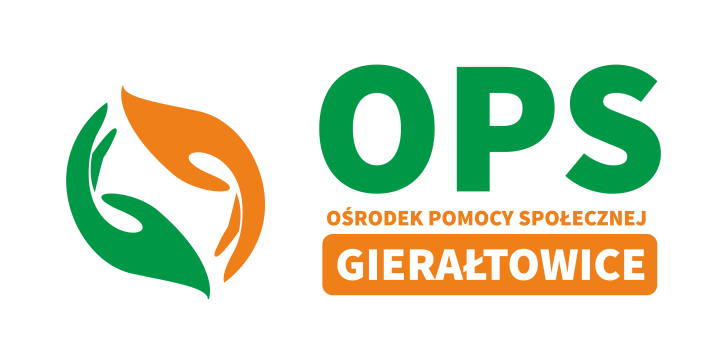 OPS
OŚRODEK POMOCY SPOŁECZNEJ
GIERAŁTOWICE